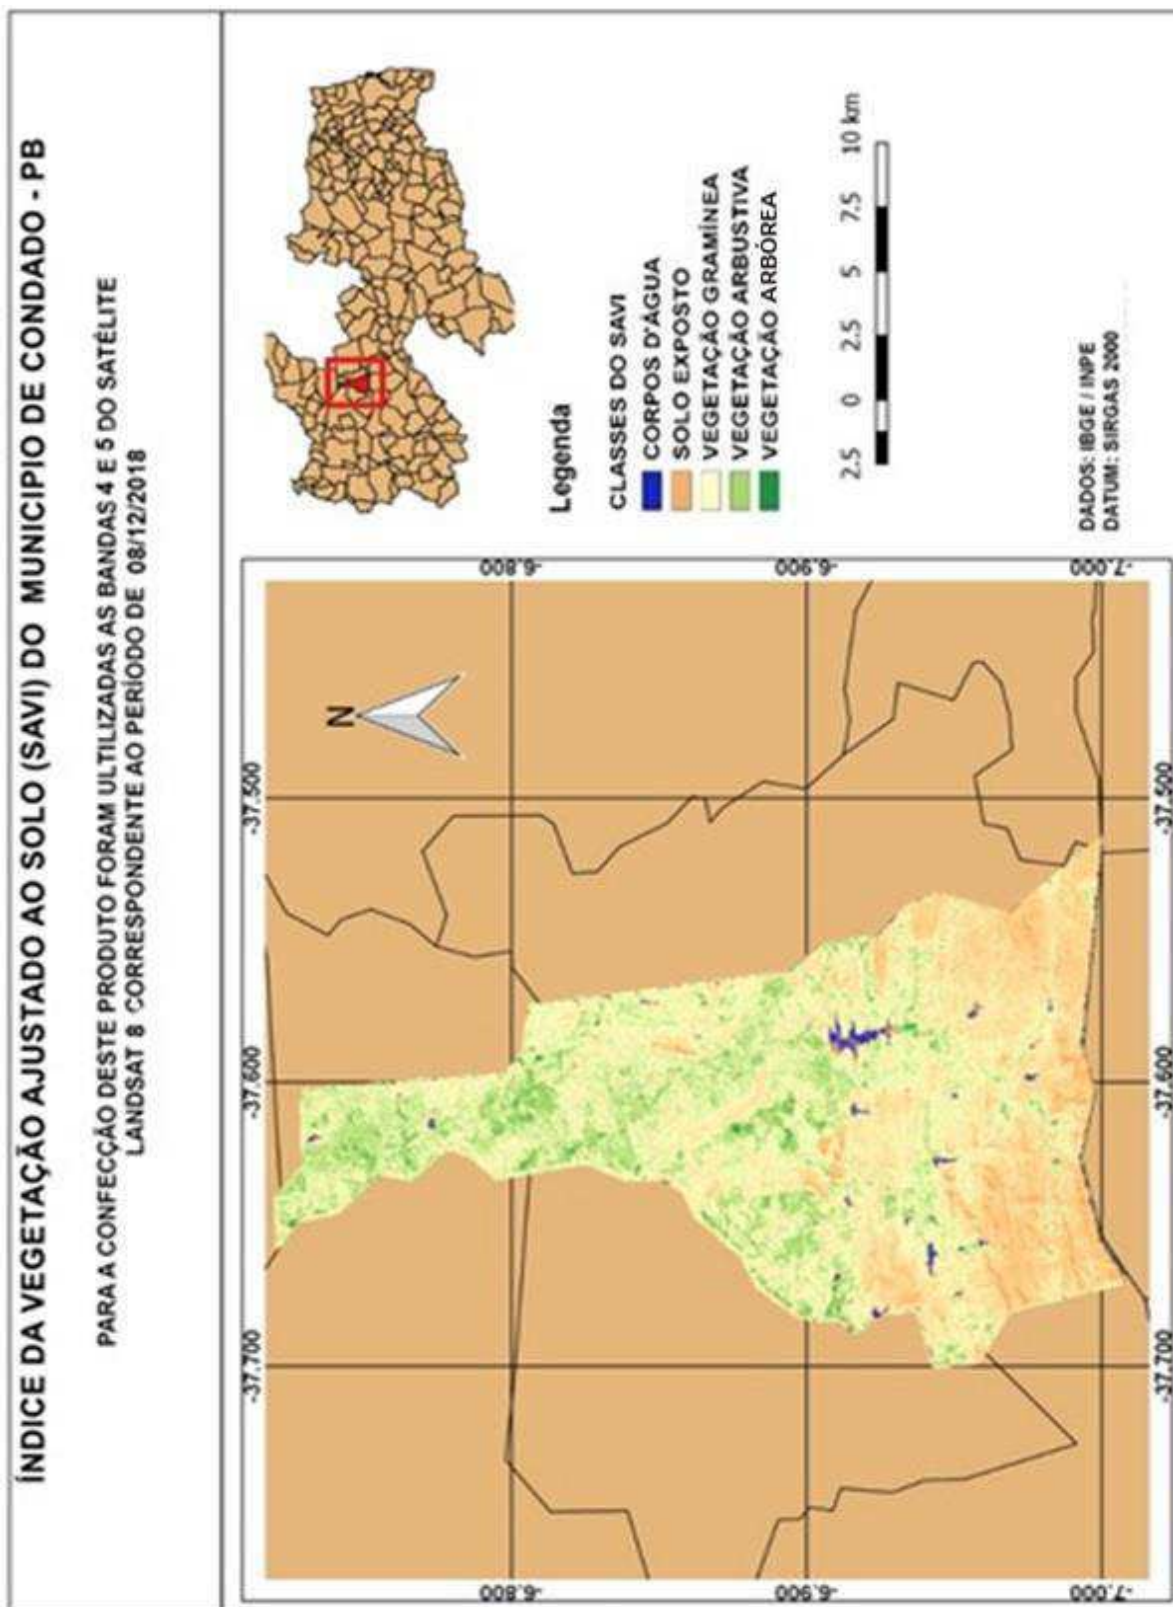 ÍNDICE DA VEGETAÇÃO AJUSTADO AO SOLO (SAVI) DO MUNICIPIO DE CONDADO - PB
PARA A CONFECÇÃO DESTE PRODUTO FORAM ULTILIZADAS AS BANDAS 4 E 5 DO SATÉLITE
LANDSAT 8 CORRESPONDENTE AO PERÍODO DE 08/12/2018
-37.700
-37.600
-37.500
-6.800
-6.800
N
-6.900
-6.900
-7.000
-7.000
-37.700
-37.600
-37.500
Legenda
CLASSES DO SAVI
CORPOS D'ÁGUA
SOLO EXPOSTO
VEGETAÇÃO GRAMÍNEA
VEGETAÇÃO ARBUSTIVA
VEGETAÇÃO ARBÓREA
2.5 0 2.5 5 7.5 10 km
DADOS: IBGE / INPE
DATUM: SIRGAS 2000